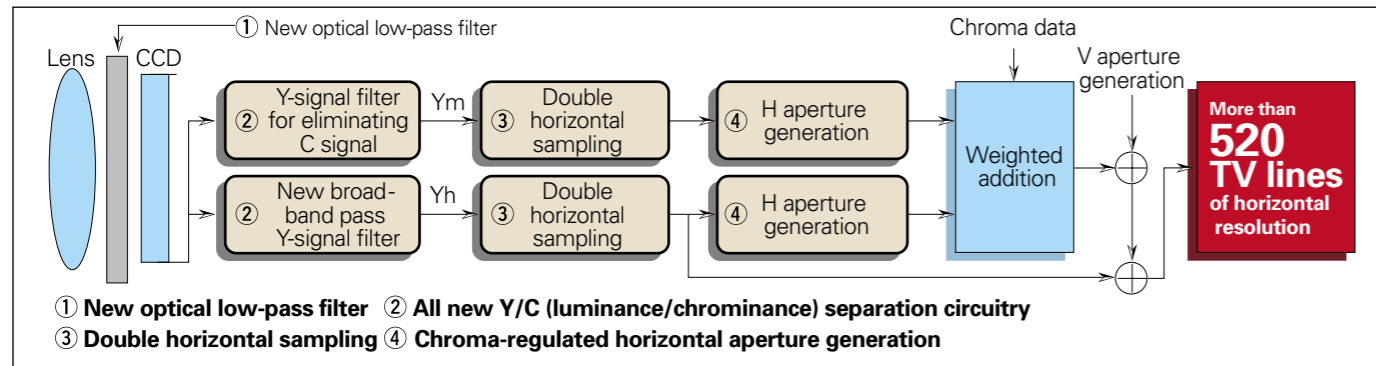 ① New optical low-pass filter
Lens
CCD
② Y-signal filter
for eliminating
C signal
Ym
③ Double
horizontal
sampling
④ H aperture
generation
② New broad-
band pass
Y-signal filter
Yh
③ Double
horizontal
sampling
④ H aperture
generation
Chroma data
Weighted
addition
V aperture
generation
More than
520
TV lines
of horizontal
resolution
① New optical low-pass filter ② All new Y/C (luminance/chrominance) separation circuitry
③ Double horizontal sampling ④ Chroma-regulated horizontal aperture generation